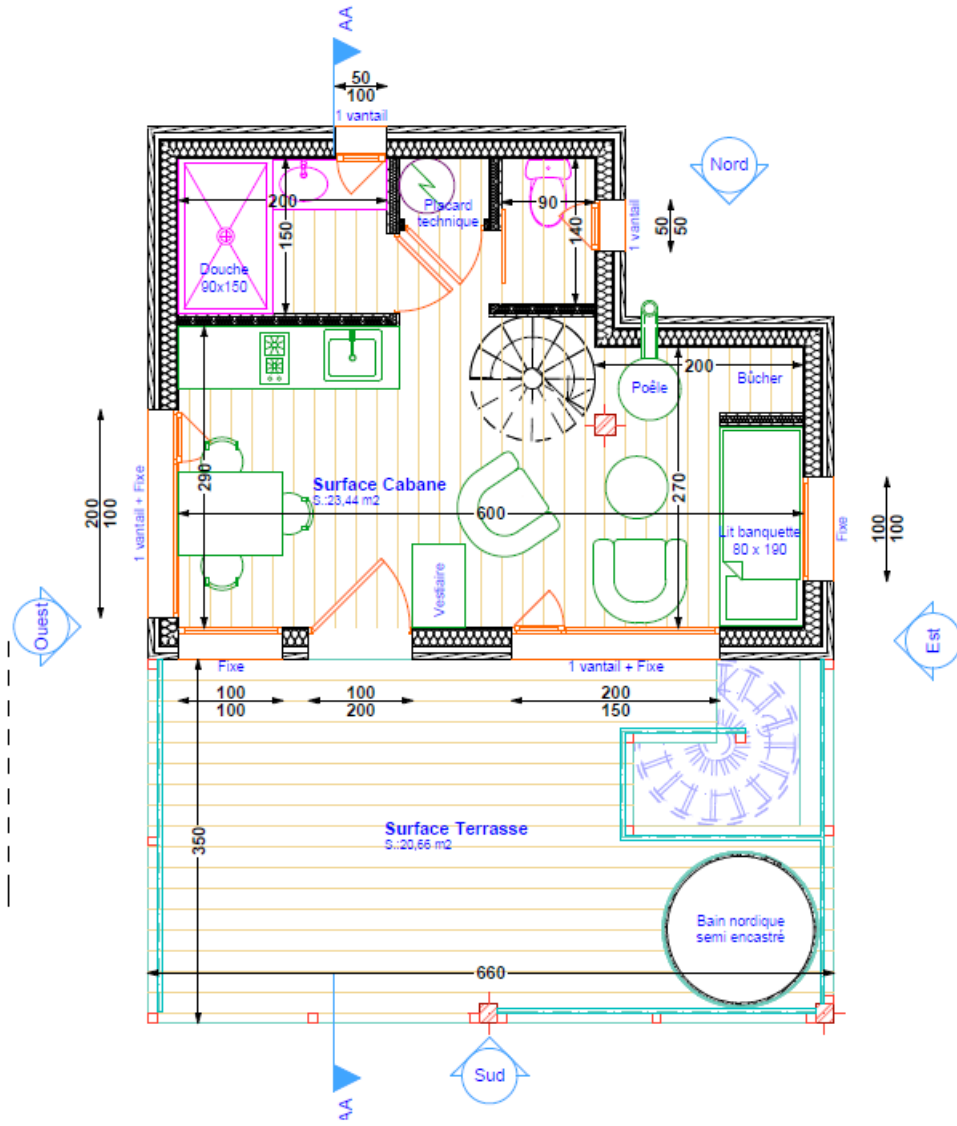 AA
50
100
1 vantail
Nord
200
150
Placard
technique
90
140
1 vantail
50
50
Douche
90x150
200
Poêle
Bûcher
290
Surface Cabane
S.:23,44 m2
600
270
200
100
1 vantail + Fixe
Lit banquette
80 x 190
Fixe
100
100
Vestiaire
Ouest
Est
Fixe
1 vantail + Fixe
100
100
100
200
200
150
350
Surface Terrasse
S.:20,66 m2
Bain nordique
semi encastré
660
Sud
AA